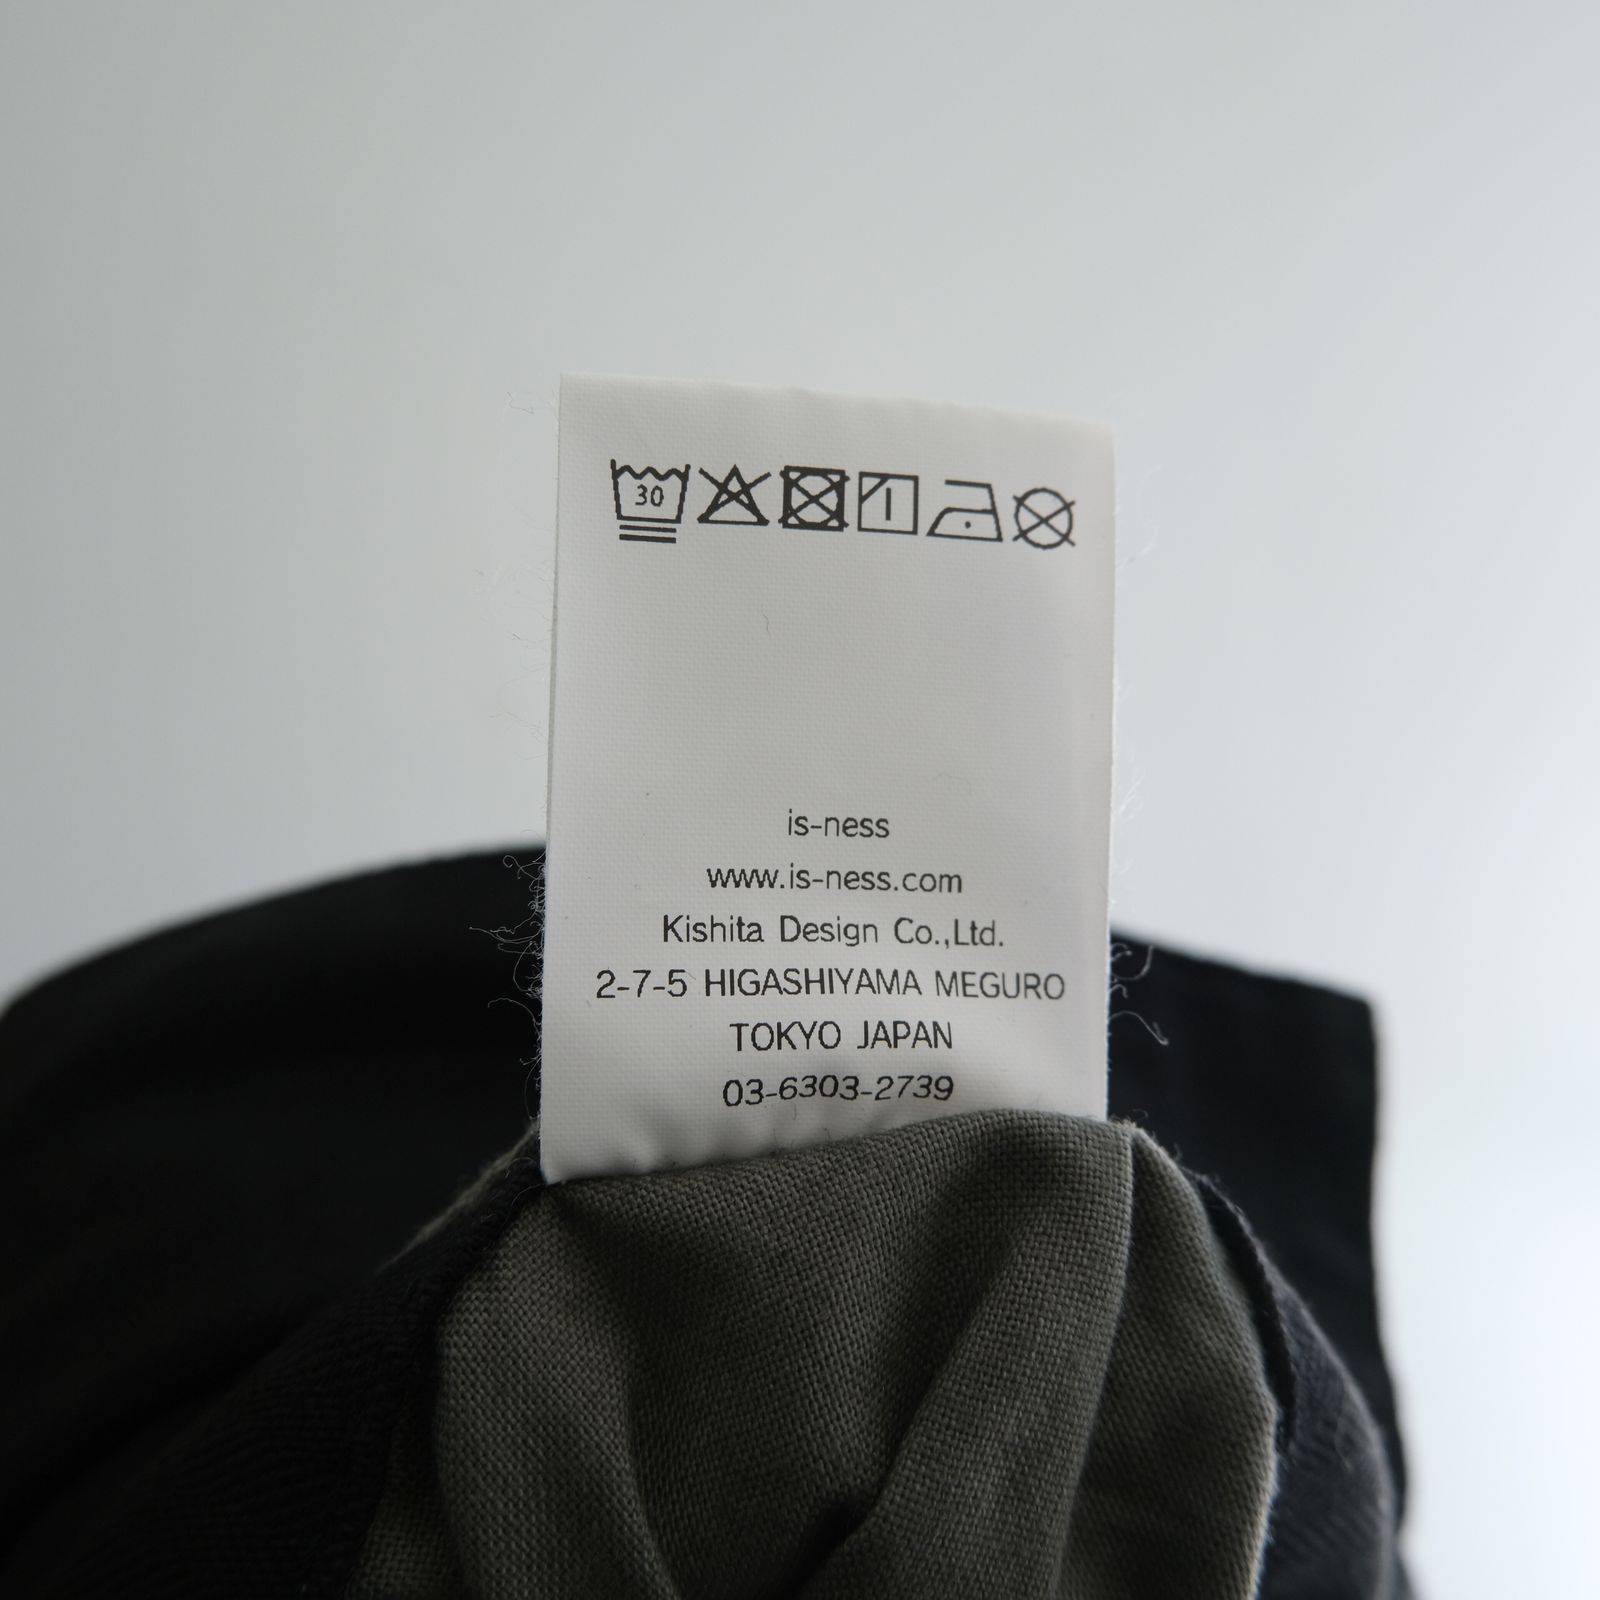 30
is-ness
www.is-ness.com
Kishita Design Co.,Ltd.
2-7-5 HIGASHIYAMA MEGURO
TOKYO JAPAN
03-6303-2739